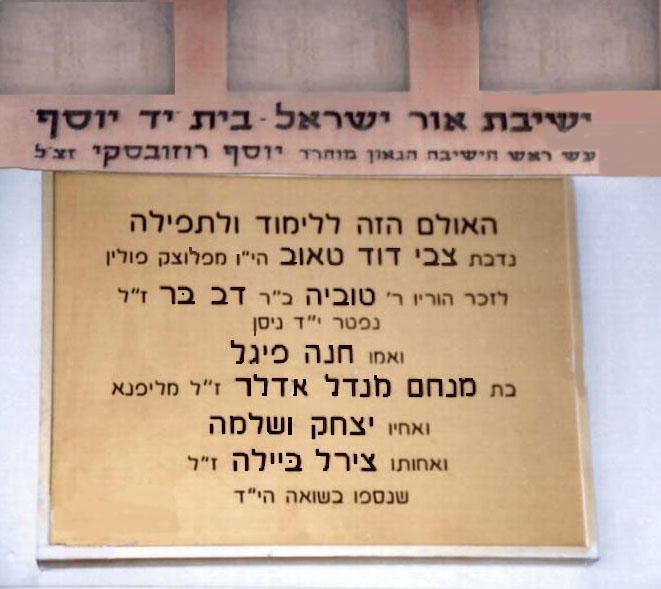 ישיבת אור ישראל - בית יד יוסף
עש׳ ראש הישיבה הגאון מוהרר יוסף רוזובסקי זצ״ל
האולם הזה ללימוד ולתפילה
נדבת צבי דוד טאוב הי״ו מפלוצק פולין
לזכר הוריו ר׳ טוביה ב״ר דב בר ז״ל
נפטר י״ד ניסן
ואמו חנה פיגל
בת מנחם מנדל אדלר ז״ל מליפנא
ואחיו יצחק ושלמה
ואחותו צירל ביילה ז״ל
שנספו בשואה הי״ד